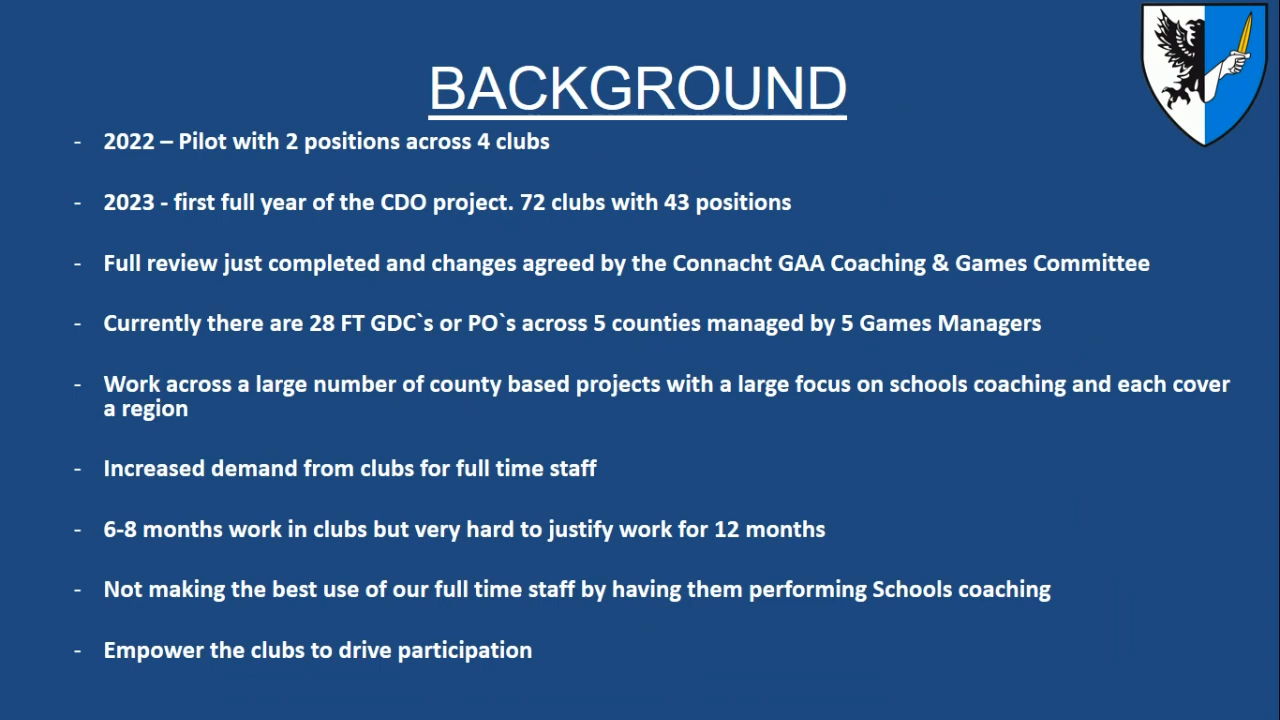 BACKGROUND
- 2022 – Pilot with 2 positions across 4 clubs
- 2023 - first full year of the CDO project. 72 clubs with 43 positions
- Full review just completed and changes agreed by the Connacht GAA Coaching & Games Committee
- Currently there are 28 FT GDC`s or PO`s across 5 counties managed by 5 Games Managers
- Work across a large number of county based projects with a large focus on schools coaching and each cover
a region
- Increased demand from clubs for full time staff
- 6-8 months work in clubs but very hard to justify work for 12 months
- Not making the best use of our full time staff by having them performing Schools coaching
- Empower the clubs to drive participation